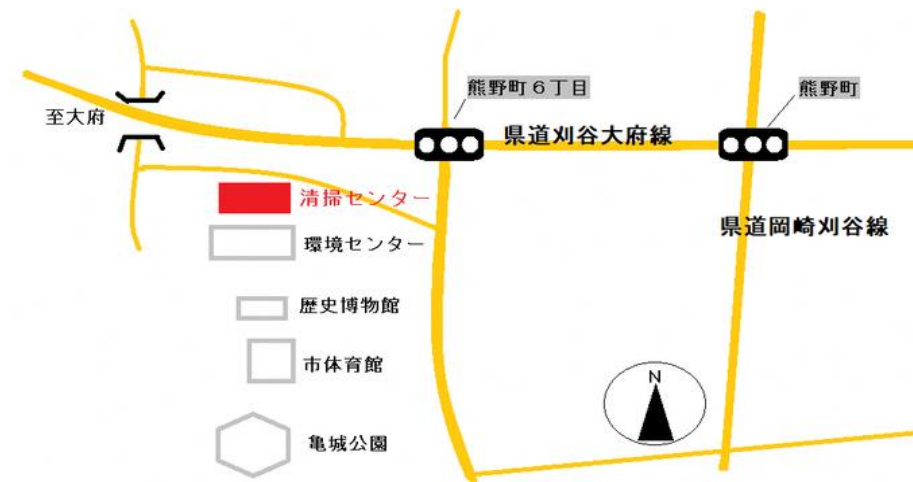 熊野町６丁目
熊野町
至大府
県道刈谷大府線
清掃センター
県道岡崎刈谷線
環境センター
歴史博物館
市体育館
N
亀城公園